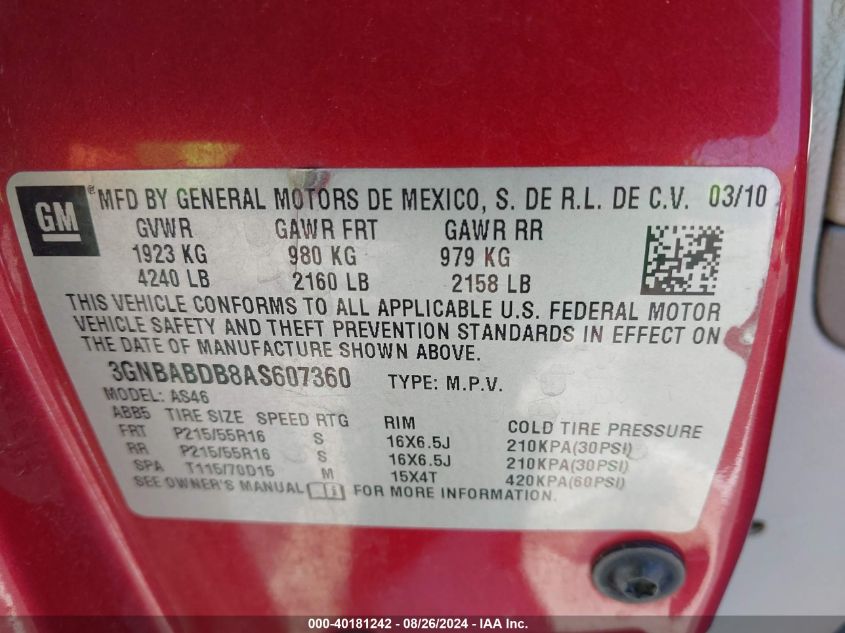 GM ® MFD BY GENERAL MOTORS DE MEXICO, S. DE R.L. DE C.V. 03/10
GVWR GAWR FRT GAWR RR
1923 KG 980 KG 979 KG
4240 LB 2160 LB 2158 LB
THIS VEHICLE CONFORMS TO ALL APPLICABLE U.S. FEDERAL MOTOR
VEHICLE SAFETY AND THEFT PREVENTION STANDARDS IN EFFECT ON
THE DATE OF MANUFACTURE SHOWN ABOVE.
3GNBABDB8AS607360 TYPE: M.P.V.
MODEL: AS46
ABB5 TIRE SIZE SPEED RTG RIM COLD TIRE PRESSURE
FRT P215/55R16 S 16X6.5J 210KPA(30PSI)
RR P215/55R16 S 16X6.5J 210KPA(30PSI)
SPA T115/70D15 M 15X4T 420KPA(60PSI)
SEE OWNER'S MANUAL FOR MORE INFORMATION.
000-40181242 - 08/26/2024 - IAA Inc.